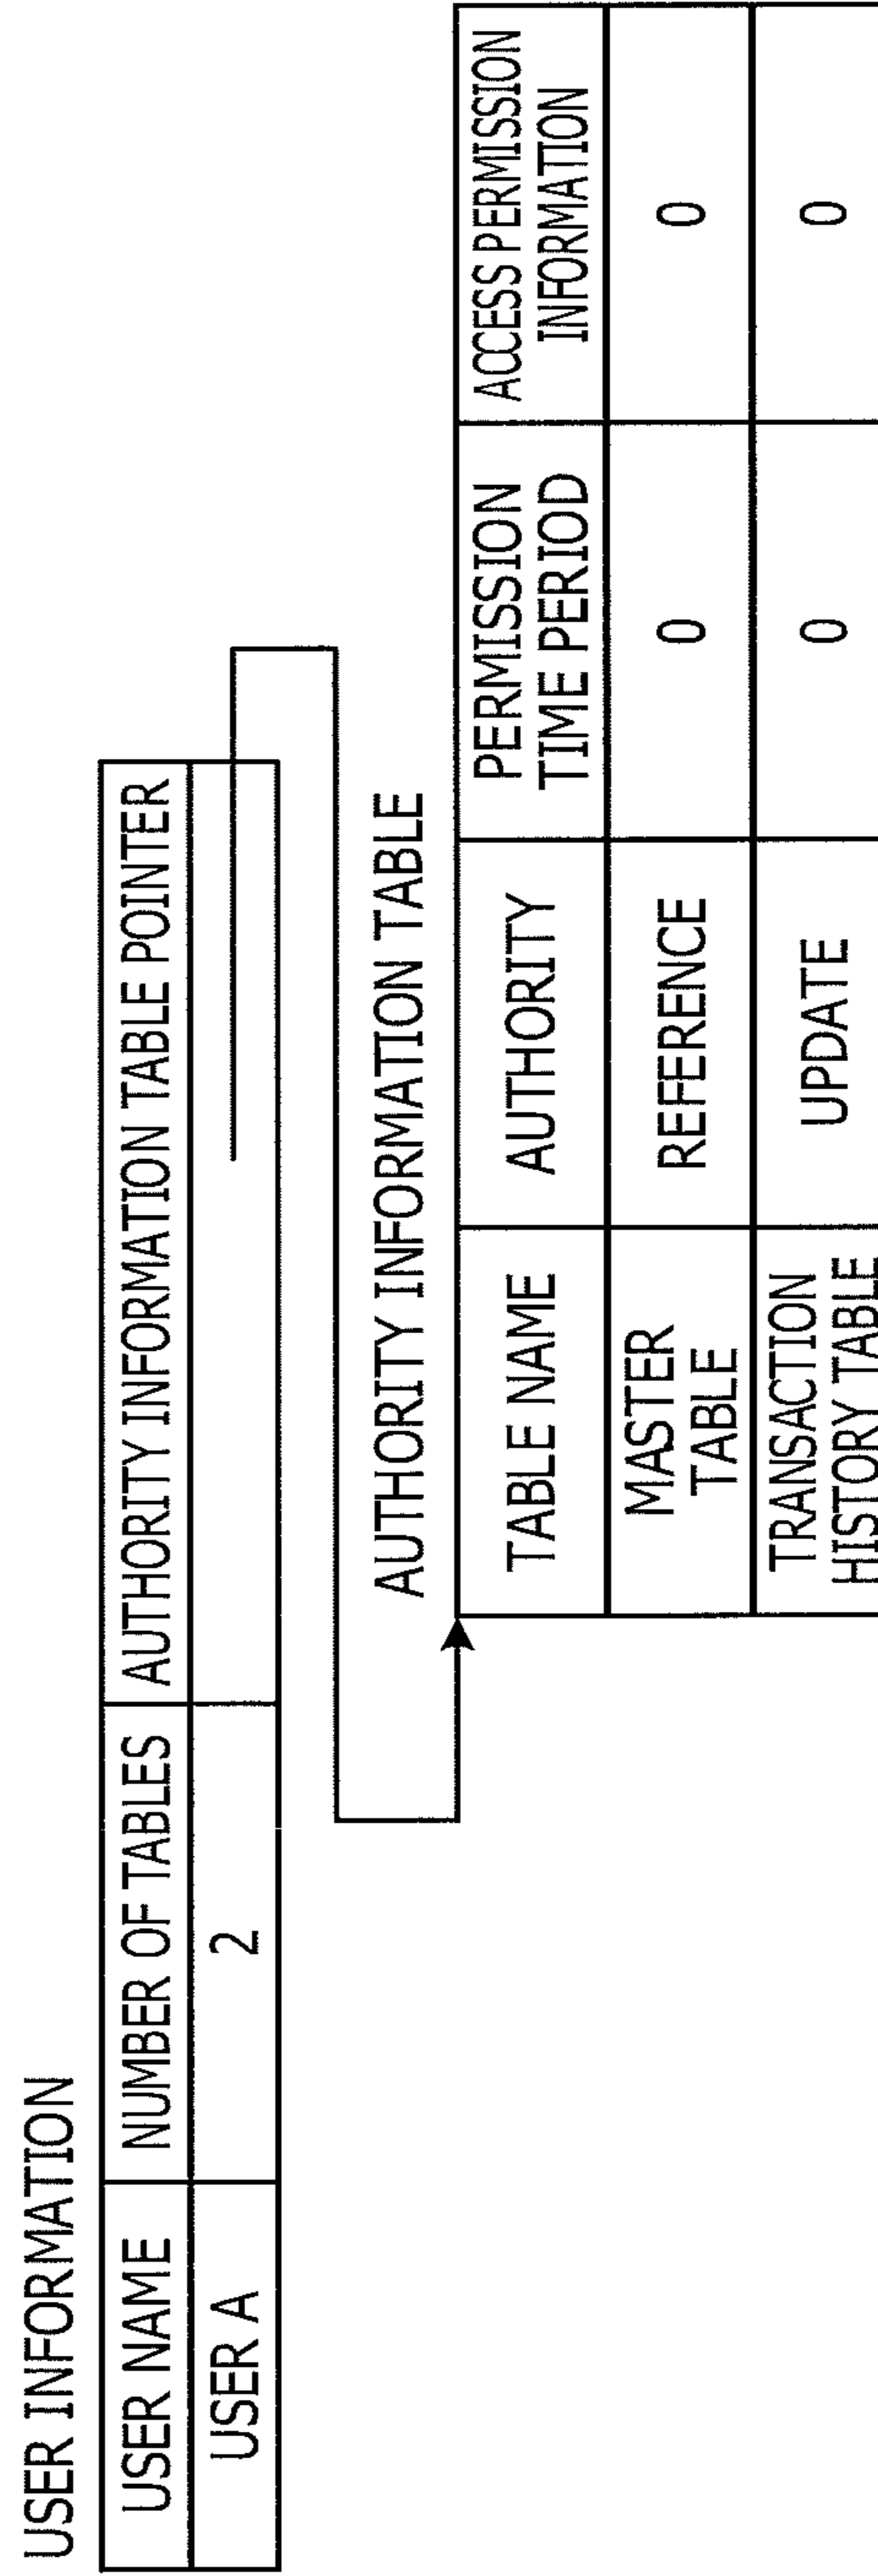 USER INFORMATION
USER NAME NUMBER OF TABLES AUTHORITY INFORMATION TABLE POINTER
USER A 2
AUTHORITY INFORMATION TABLE
TABLE NAME AUTHORITY PERMISSION TIME PERIOD ACCESS PERMISSION INFORMATION
MASTER TABLE REFERENCE 0 0
TRANSACTION HISTORY TABLE UPDATE 0 0